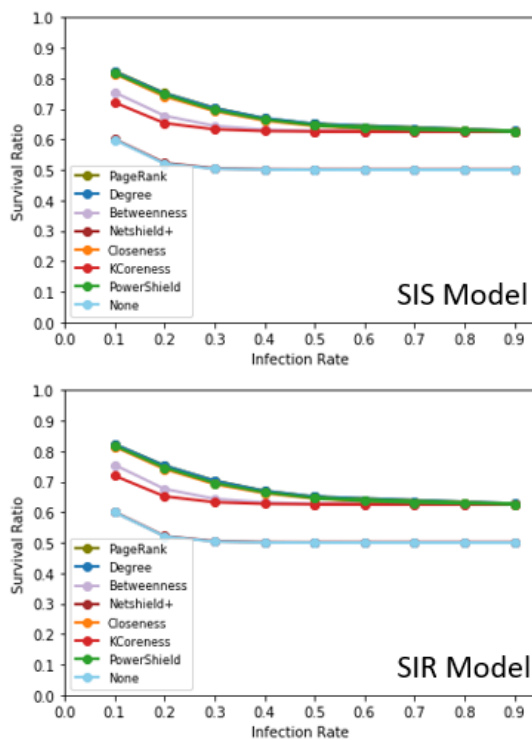 1.0
0.9
0.8
0.7
0.6
0.5
0.4
0.3
0.2
0.1
0.0
Survival Ratio
PageRank
Degree
Betweenness
Netshield+
Closeness
KCoreness
PowerShield
None
SIS Model
0.0 0.1 0.2 0.3 0.4 0.5 0.6 0.7 0.8 0.9
Infection Rate
1.0
0.9
0.8
0.7
0.6
0.5
0.4
0.3
0.2
0.1
0.0
Survival Ratio
PageRank
Degree
Betweenness
Netshield+
Closeness
KCoreness
PowerShield
None
SIR Model
0.0 0.1 0.2 0.3 0.4 0.5 0.6 0.7 0.8 0.9
Infection Rate